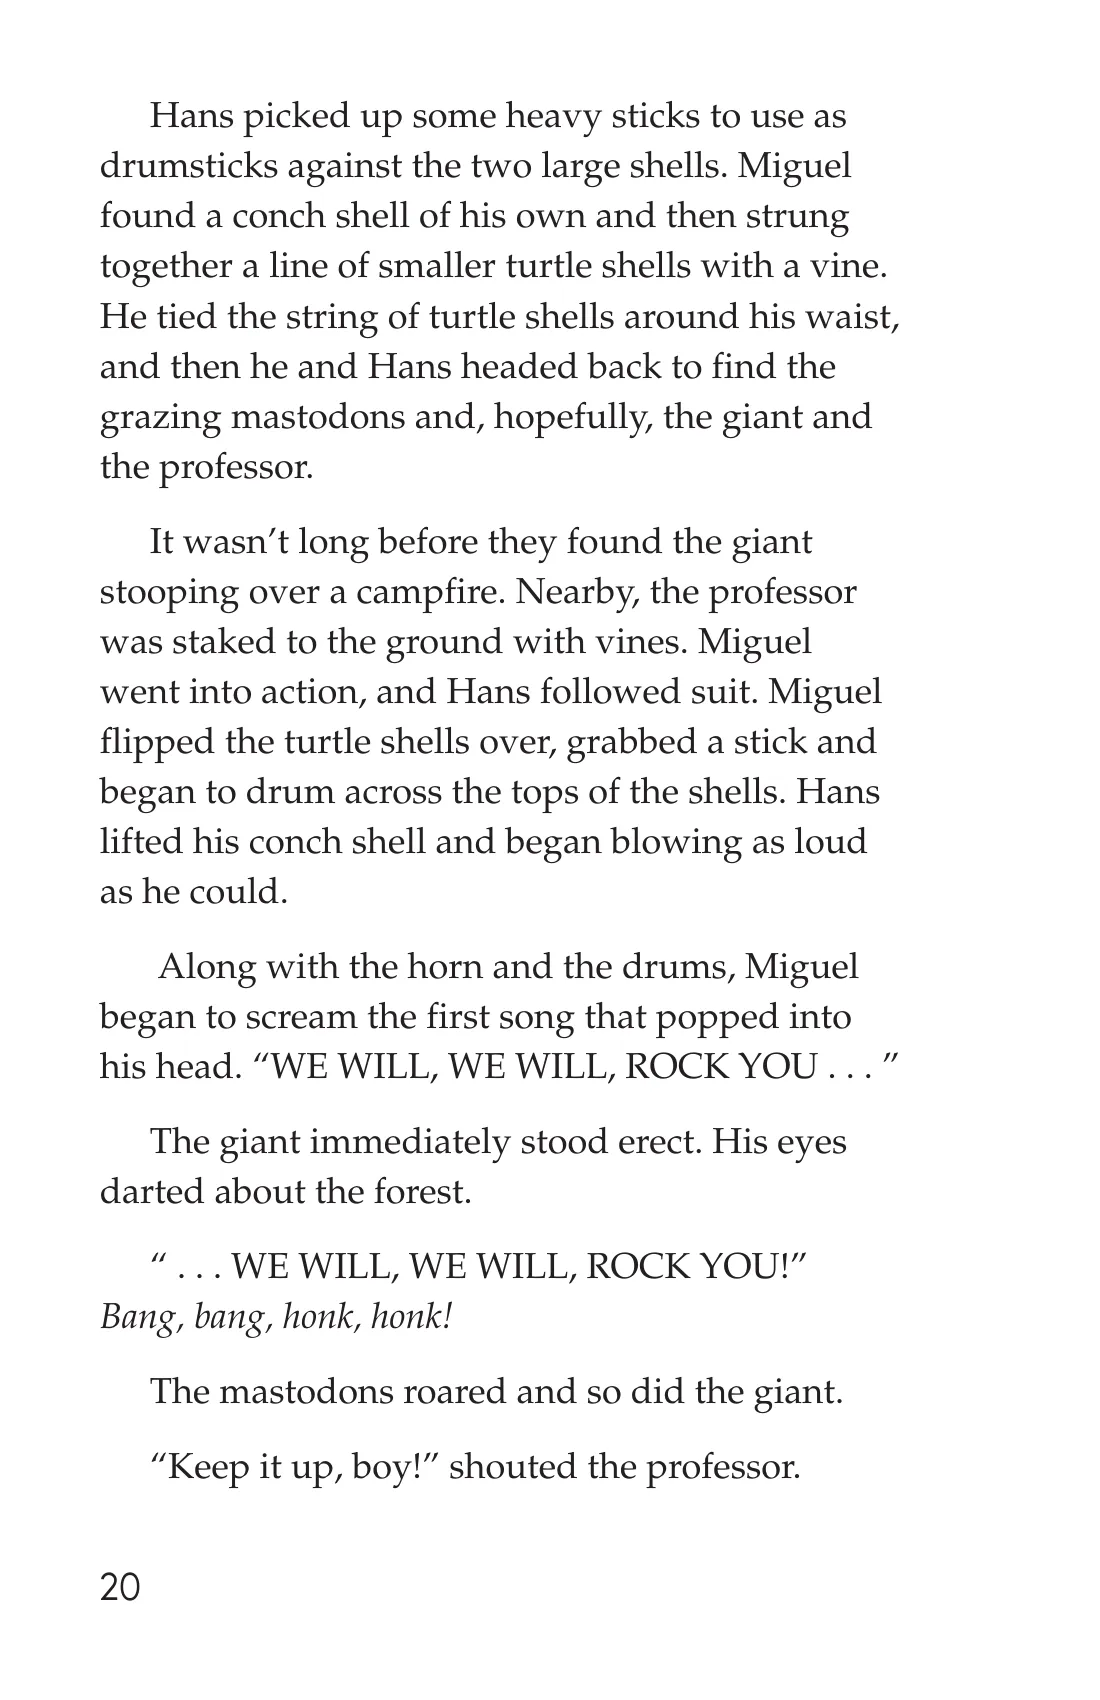 Hans picked up some heavy sticks to use as
drumsticks against the two large shells. Miguel
found a conch shell of his own and then strung
together a line of smaller turtle shells with a vine.
He tied the string of turtle shells around his waist,
and then he and Hans headed back to find the
grazing mastodons and, hopefully, the giant and
the professor.
It wasn’t long before they found the giant
stooping over a campfire. Nearby, the professor
was staked to the ground with vines. Miguel
went into action, and Hans followed suit. Miguel
flipped the turtle shells over, grabbed a stick and
began to drum across the tops of the shells. Hans
lifted his conch shell and began blowing as loud
as he could.
Along with the horn and the drums, Miguel
began to scream the first song that popped into
his head. “WE WILL, WE WILL, ROCK YOU . . . ”
The giant immediately stood erect. His eyes
darted about the forest.
“ . . . WE WILL, WE WILL, ROCK YOU!”
Bang, bang, honk, honk!
The mastodons roared and so did the giant.
“Keep it up, boy!” shouted the professor.
20